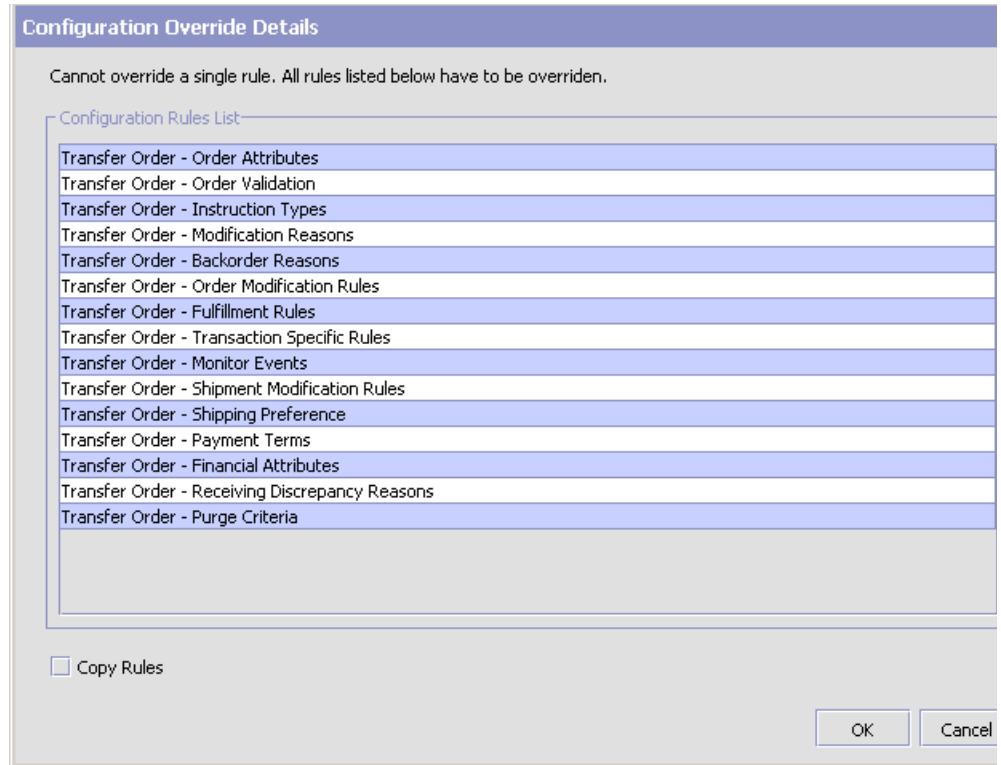 Configuration Override Details
Cannot override a single rule. All rules listed below have to be overriden.
Configuration Rules List
Transfer Order - Order Attributes
Transfer Order - Order Validation
Transfer Order - Instruction Types
Transfer Order - Modification Reasons
Transfer Order - Backorder Reasons
Transfer Order - Order Modification Rules
Transfer Order - Fulfillment Rules
Transfer Order - Transaction Specific Rules
Transfer Order - Monitor Events
Transfer Order - Shipment Modification Rules
Transfer Order - Shipping Preference
Transfer Order - Payment Terms
Transfer Order - Financial Attributes
Transfer Order - Receiving Discrepancy Reasons
Transfer Order - Purge Criteria
Copy Rules
OK Cancel